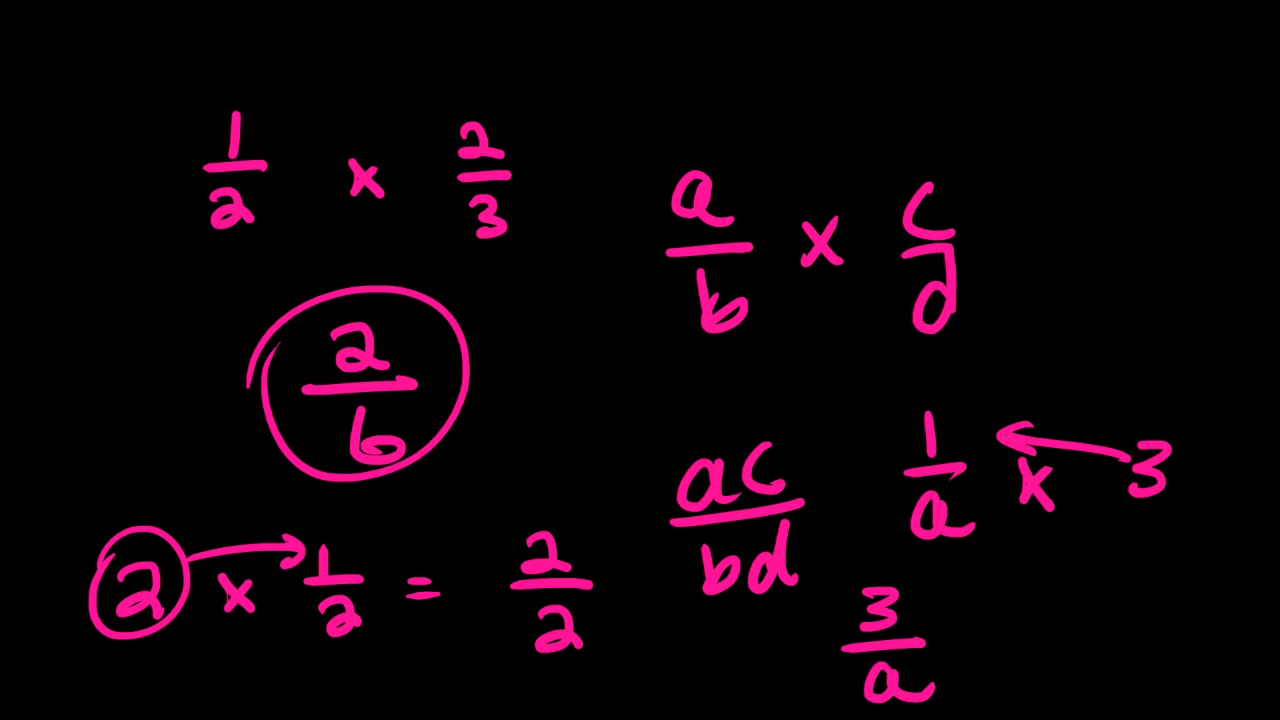 1/2 x 2/3
2/6
2 x 1/2 = 2/2
a/b x c/d
ac/bd
1/a x 3
3/a